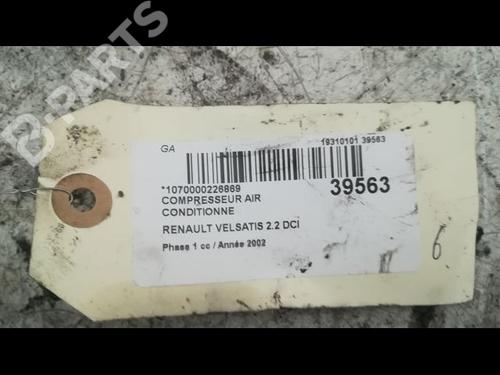 B-PARTS
GA
19310101 39563
*1070000226869
39563
COMPRESSEUR AIR
CONDITIONNE
RENAULT VELSATIS 2.2 DCI
Phase 1 cc / Année 2002
6